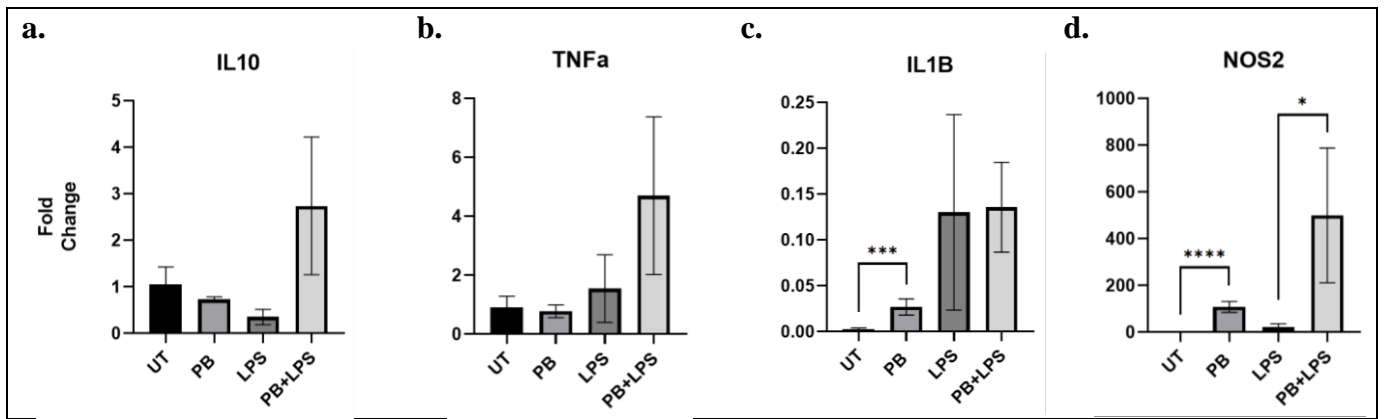 a.
IL10
Fold
Change
5
4
3
2
1
0
UT
PB
LPS
PB+LPS
b.
TNFa
8
6
4
2
0
UT
PB
LPS
PB+LPS
c.
IL1B
0.25
0.20
0.15
0.10
0.05
0.00
***
UT
PB
LPS
PB+LPS
d.
NOS2
1000
800
600
400
200
0
****
*
UT
PB
LPS
PB+LPS